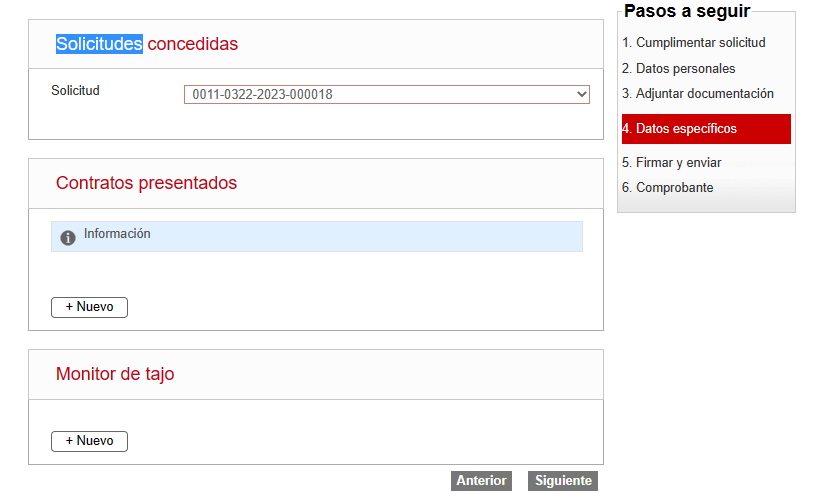 Solicitudes concedidas
Solicitud
0011-0322-2023-000018
Contratos presentados
Información
+ Nuevo
Monitor de tajo
+ Nuevo
Anterior
Siguiente
Pasos a seguir
1. Cumplimentar solicitud
2. Datos personales
3. Adjuntar documentación
4. Datos específicos
5. Firmar y enviar
6. Comprobante